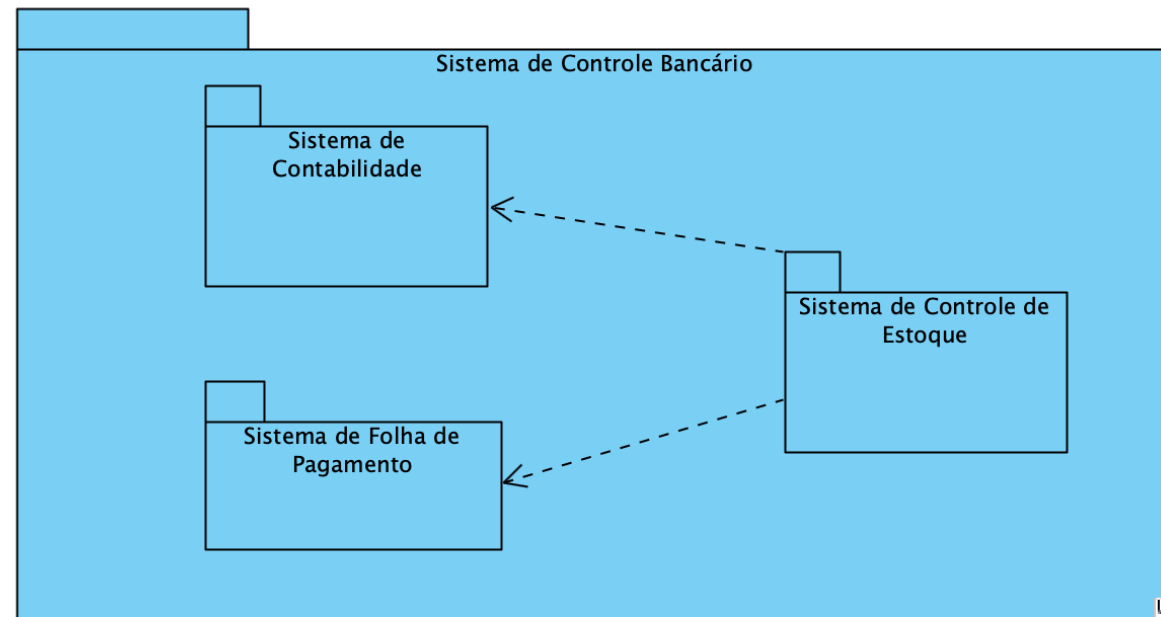 Sistema de Controle Bancário
Sistema de
Contabilidade
Sistema de Controle de
Estoque
Sistema de Folha de
Pagamento